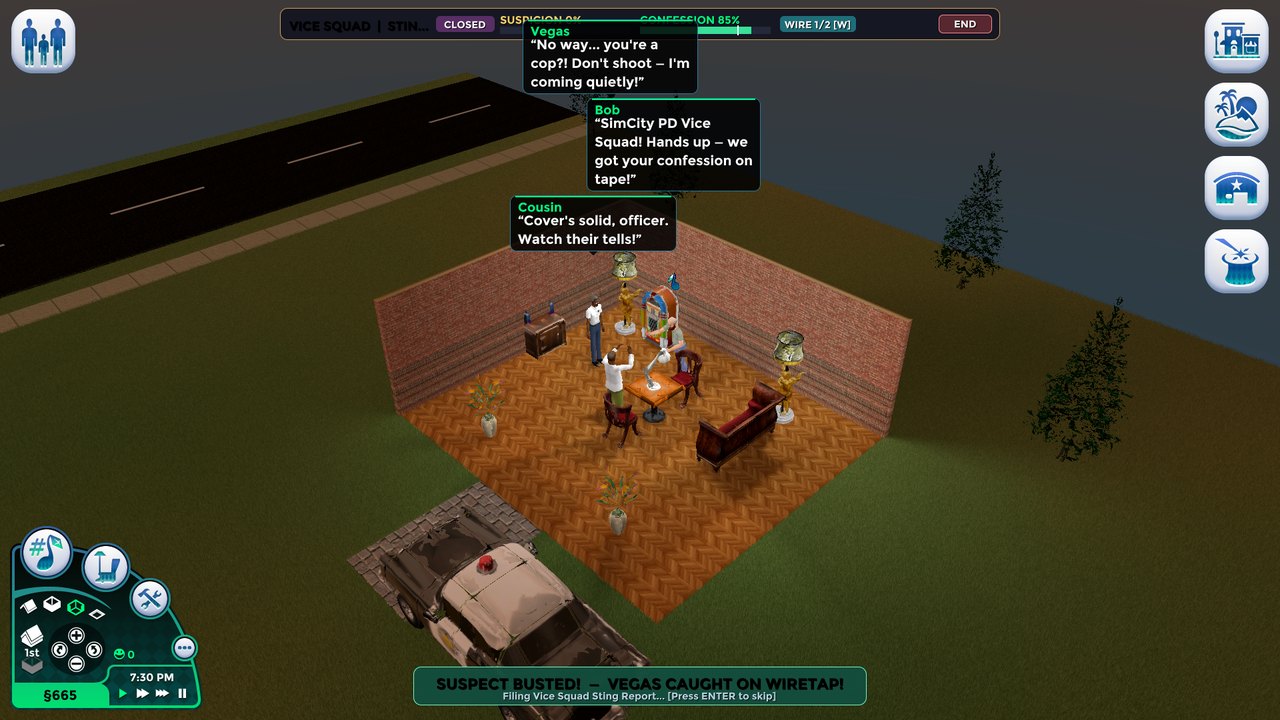 VICE SQUAD | STIN...
CLOSED
SUSPICION 0%
CONFESSION 85%
WIRE 1/2 [W]
END
Vegas
“No way... you're a
cop?! Don't shoot – I'm
coming quietly!”
Bob
“SimCity PD Vice
Squad! Hands up – we
got your confession on
tape!”
Cousin
“Cover's solid, officer.
Watch their tells!”
#
1st
0
7:30 PM
§665
SUSPECT BUSTED! – VEGAS CAUGHT ON WIRETAP!
Filing Vice Squad Sting Report... [Press ENTER to skip]